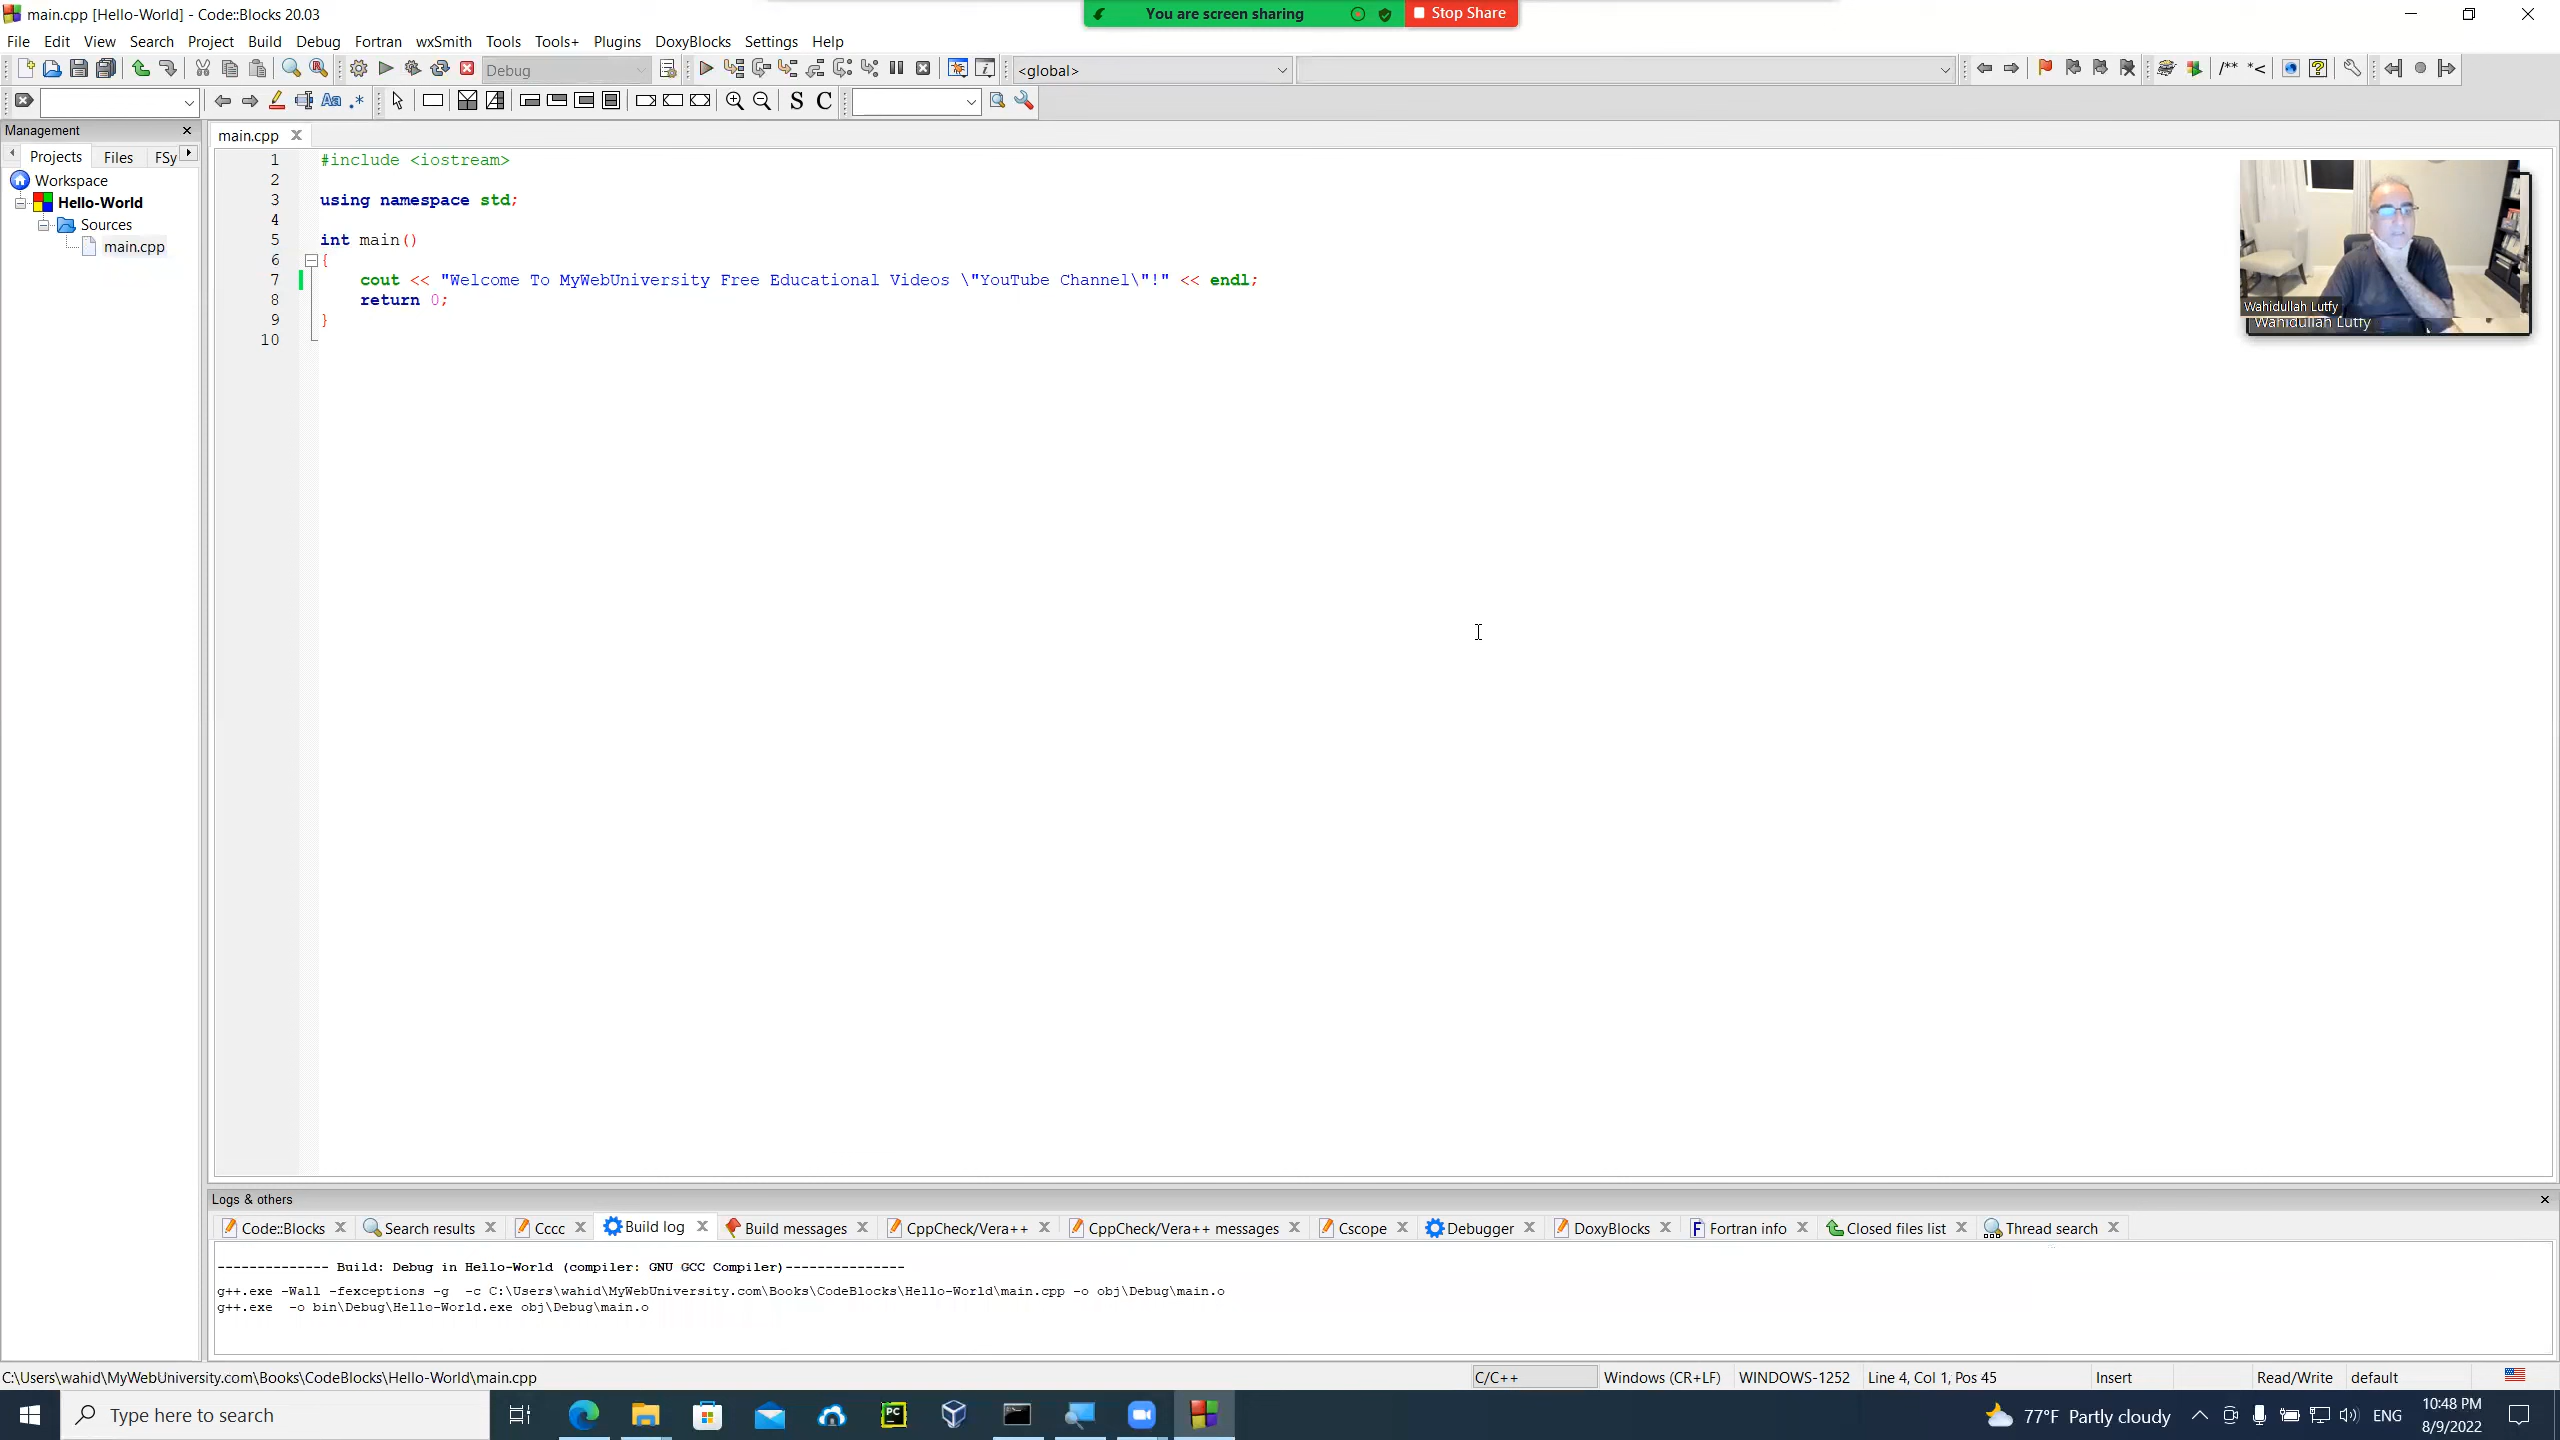 main.cpp [Hello-World] - Code::Blocks 20.03
You are screen sharing
Stop Share
File Edit View Search Project Build Debug Fortran wxSmith Tools Tools+ Plugins DoxyBlocks Settings Help
Debug
<global>
/** *<
Aa .* S C
Management
Projects Files FSy
Workspace
Hello-World
Sources
main.cpp
main.cpp
1 #include <iostream>
2
3 using namespace std;
4
5 int main()
6 {
7 cout << "Welcome To MyWebUniversity Free Educational Videos \"YouTube Channel\"!" << endl;
8 return 0;
9 }
10
Wahidullah Lutfy
Wahidullah Lutfy
Logs & others
Code::Blocks Search results Cccc Build log Build messages CppCheck/Vera++ CppCheck/Vera++ messages Cscope Debugger DoxyBlocks Fortran info Closed files list Thread search
-------------- Build: Debug in Hello-World (compiler: GNU GCC Compiler)---------------
g++.exe -Wall -fexceptions -g  -c C:\Users\wahid\MyWebUniversity.com\Books\CodeBlocks\Hello-World\main.cpp -o obj\Debug\main.o
g++.exe  -o bin\Debug\Hello-World.exe obj\Debug\main.o
C:\Users\wahid\MyWebUniversity.com\Books\CodeBlocks\Hello-World\main.cpp
C/C++ Windows (CR+LF) WINDOWS-1252 Line 4, Col 1, Pos 45 Insert Read/Write default
Type here to search
PC
77°F Partly cloudy
ENG
10:48 PM
8/9/2022